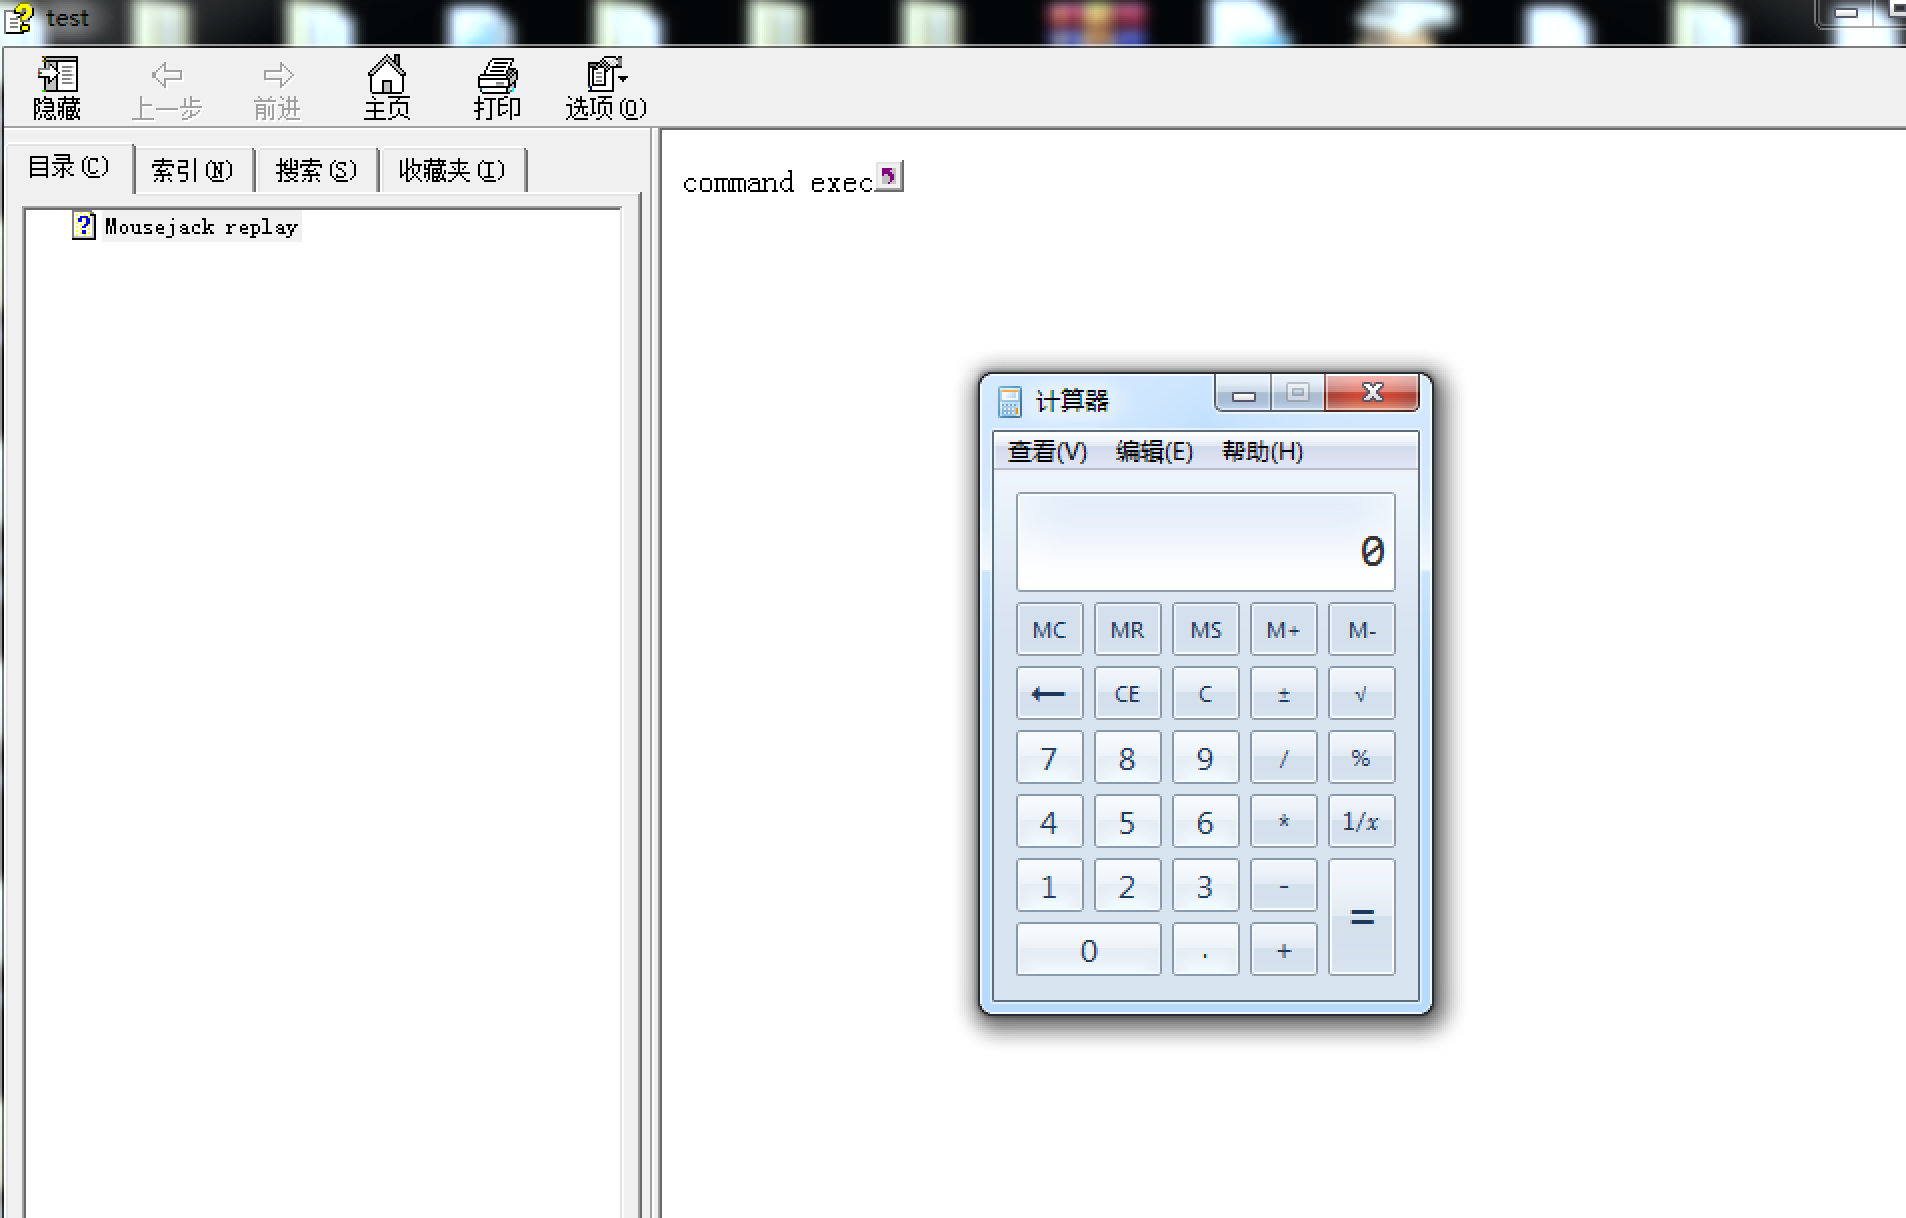 test
隐藏
上一步
前进
主页
打印
选项(O)
目录(C)
索引(N)
搜索(S)
收藏夹(I)
Mousejack replay
command exec
计算器
查看(V) 编辑(E) 帮助(H)
0
MC MR MS M+ M-
← CE C ± √
7 8 9 / %
4 5 6 * 1/x
1 2 3 - =
0 . +